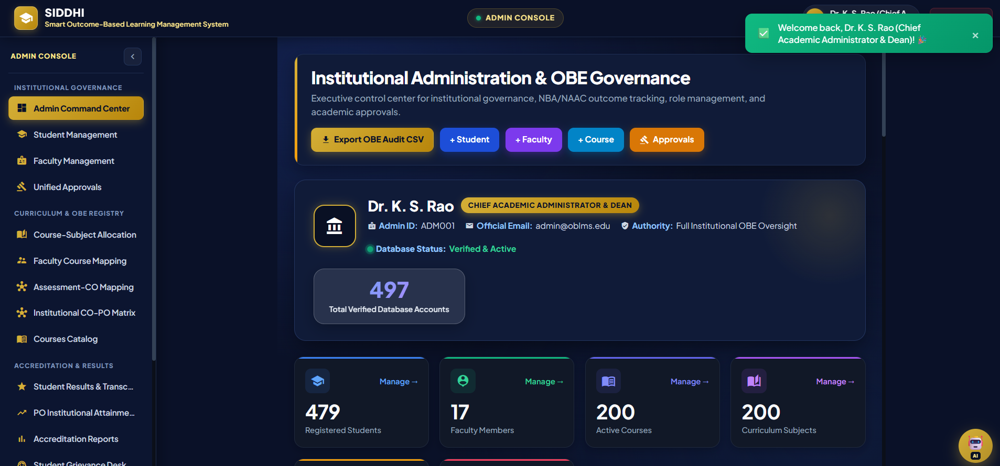 SIDDHI
Smart Outcome-Based Learning Management System
ADMIN CONSOLE
Dr. K. S. Rao (Chief A
Welcome back, Dr. K. S. Rao (Chief
Academic Administrator & Dean)! 🎉
ADMIN CONSOLE
INSTITUTIONAL GOVERNANCE
Admin Command Center
Student Management
Faculty Management
Unified Approvals
CURRICULUM & OBE REGISTRY
Course-Subject Allocation
Faculty Course Mapping
Assessment-CO Mapping
Institutional CO-PO Matrix
Courses Catalog
ACCREDITATION & RESULTS
Student Results & Transc...
PO Institutional Attainme...
Accreditation Reports
Student Grievance Desk
Institutional Administration & OBE Governance
Executive control center for institutional governance, NBA/NAAC outcome tracking, role management, and
academic approvals.
Export OBE Audit CSV
+ Student
+ Faculty
+ Course
Approvals
Dr. K. S. Rao
CHIEF ACADEMIC ADMINISTRATOR & DEAN
Admin ID: ADM001
Official Email: admin@oblms.edu
Authority: Full Institutional OBE Oversight
Database Status: Verified & Active
497
Total Verified Database Accounts
Manage →
479
Registered Students
Manage →
17
Faculty Members
Manage →
200
Active Courses
Manage →
200
Curriculum Subjects
AI